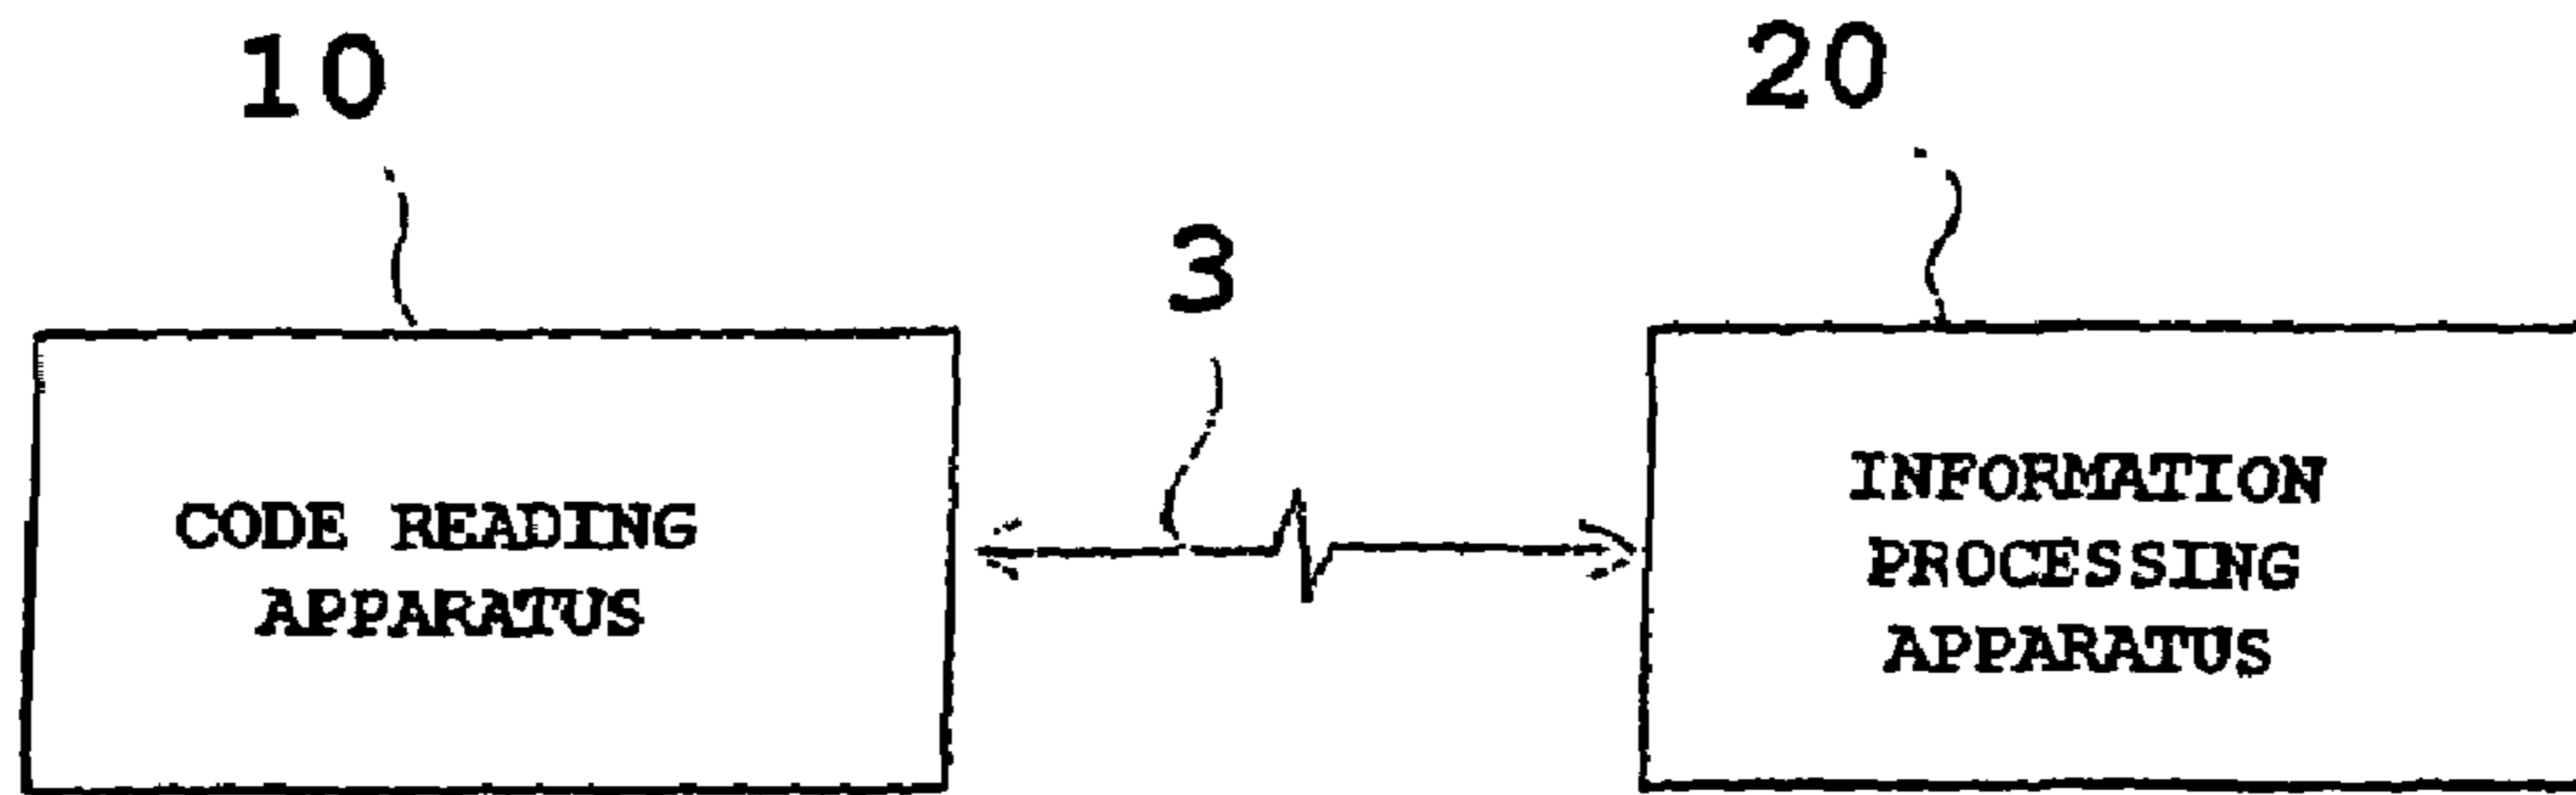 10
20
3
CODE READING
APPARATUS
INFORMATION
PROCESSING
APPARATUS